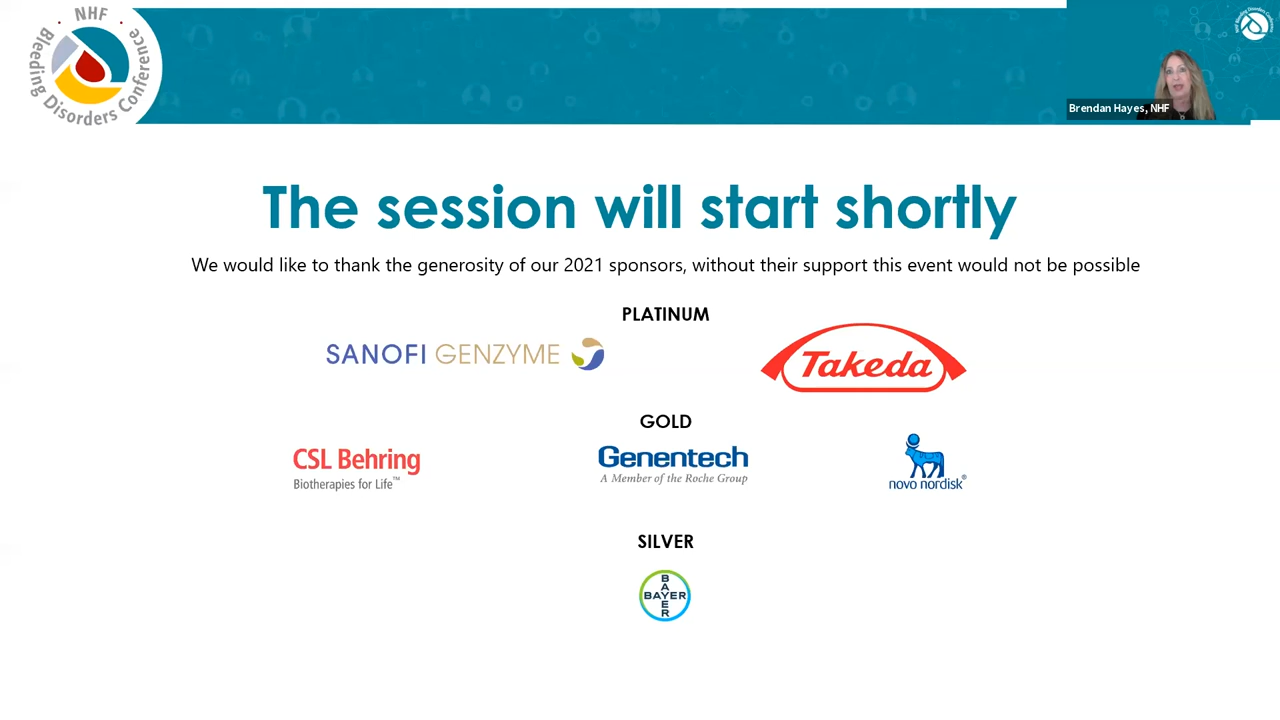 NHF
Bleeding Disorders Conference
Brendan Hayes, NHF
The session will start shortly
We would like to thank the generosity of our 2021 sponsors, without their support this event would not be possible
PLATINUM
SANOFI GENZYME
Takeda
GOLD
CSL Behring
Biotherapies for Life™
Genentech
A Member of the Roche Group
novo nordisk®
SILVER
BAYER
BAYER